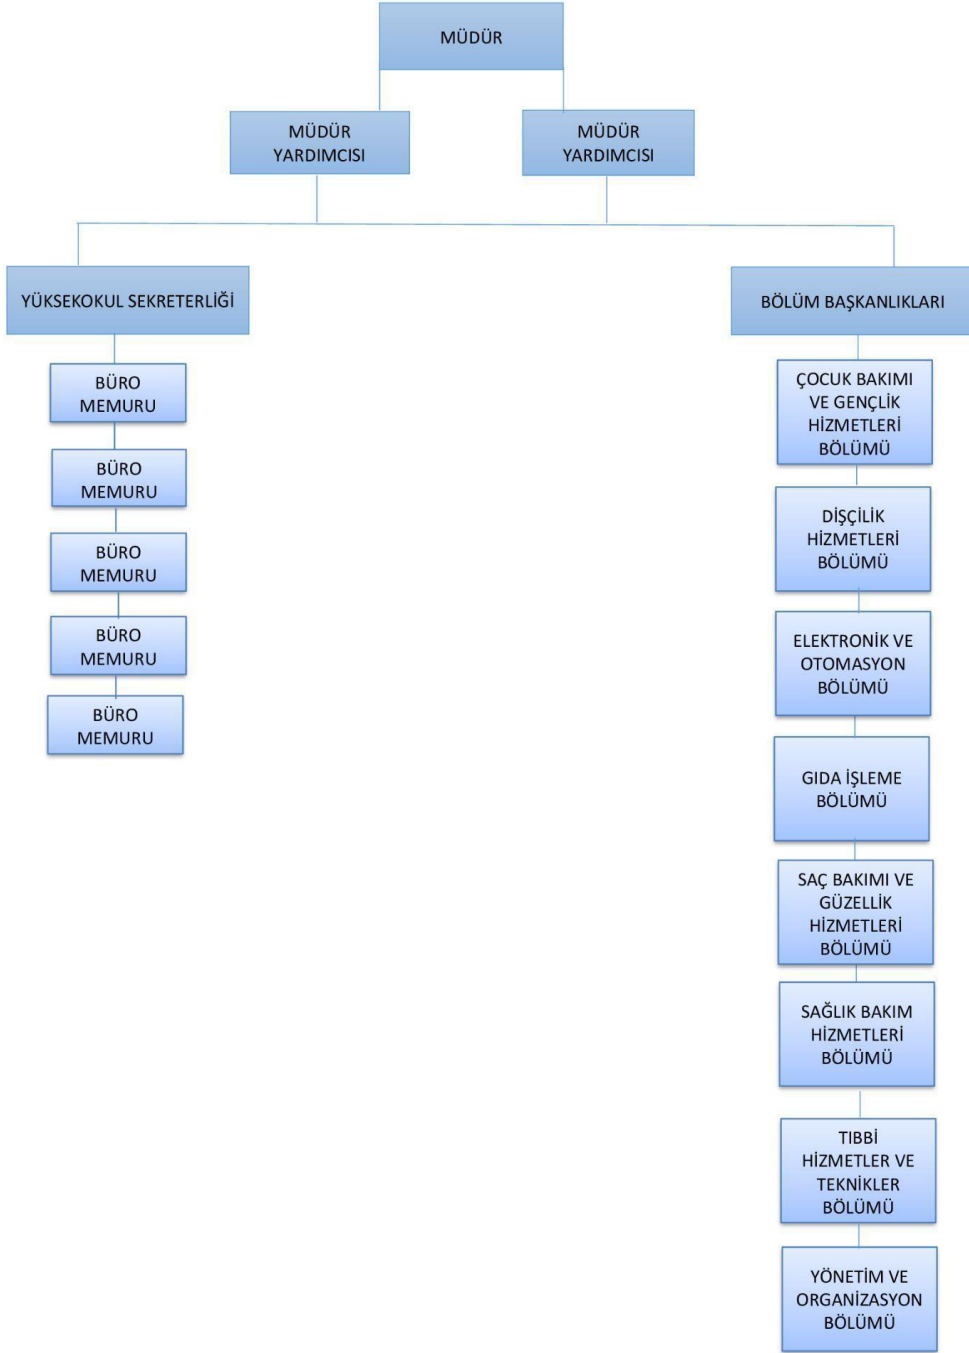 MÜDÜR
MÜDÜR
YARDIMCISI
MÜDÜR
YARDIMCISI
YÜKSEKOKUL SEKRETERLİĞİ
BÜRO
MEMURU
BÜRO
MEMURU
BÜRO
MEMURU
BÜRO
MEMURU
BÜRO
MEMURU
BÖLÜM BAŞKANLIKLARI
ÇOCUK BAKIMI
VE GENÇLİK
HİZMETLERİ
BÖLÜMÜ
DİŞÇİLİK
HİZMETLERİ
BÖLÜMÜ
ELEKTRONİK VE
OTOMASYON
BÖLÜMÜ
GIDA İŞLEME
BÖLÜMÜ
SAÇ BAKIMI VE
GÜZELLİK
HİZMETLERİ
BÖLÜMÜ
SAĞLIK BAKIM
HİZMETLERİ
BÖLÜMÜ
TIBBİ
HİZMETLER VE
TEKNİKLER
BÖLÜMÜ
YÖNETİM VE
ORGANİZASYON
BÖLÜMÜ